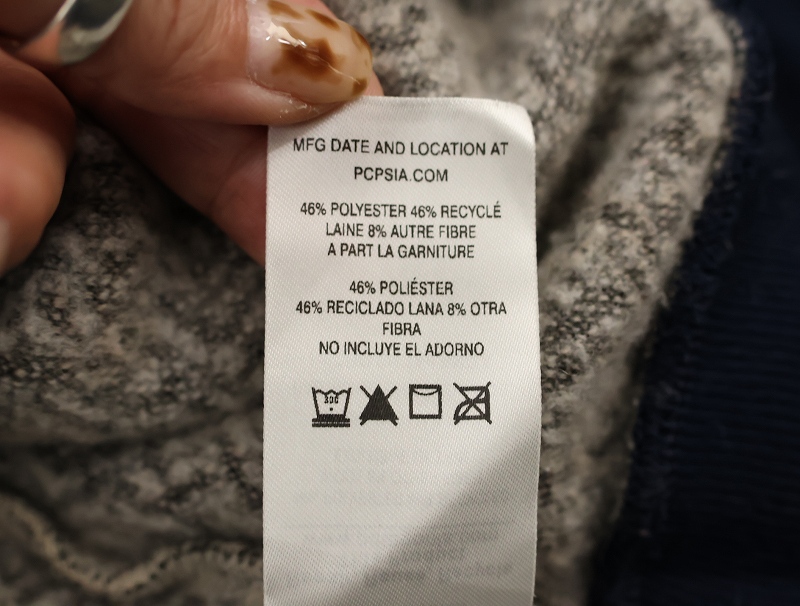 MFG DATE AND LOCATION AT
PCPSIA.COM
46% POLYESTER 46% RECYCLÉ
LAINE 8% AUTRE FIBRE
A PART LA GARNITURE
46% POLIÉSTER
46% RECICLADO LANA 8% OTRA
FIBRA
NO INCLUYE EL ADORNO
30C